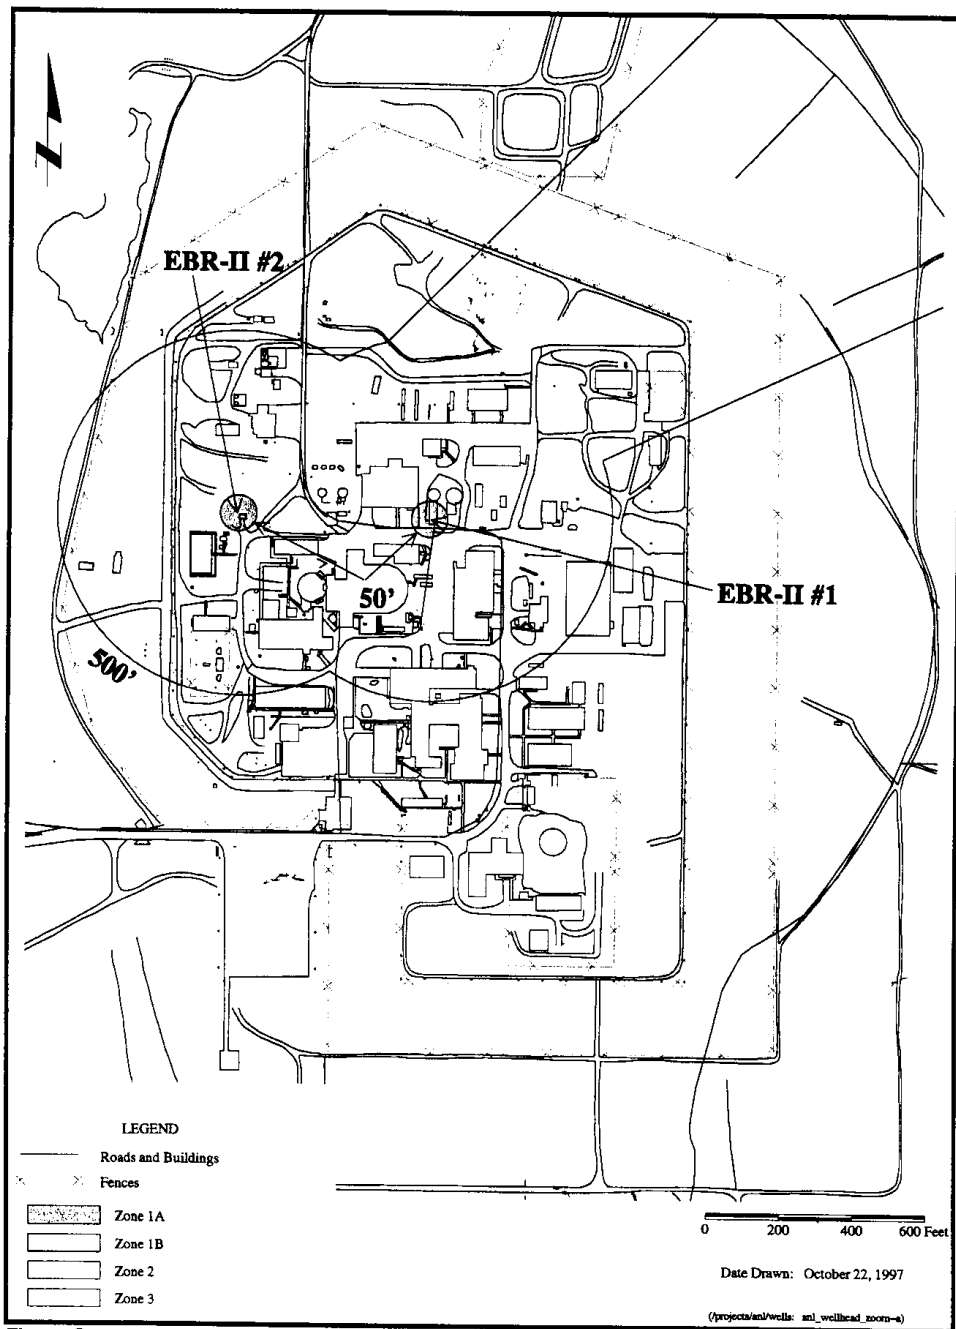 EBR-II #2
50'
EBR-II #1
500'
LEGEND
Roads and Buildings
Fences
Zone 1A
Zone 1B
Zone 2
Zone 3
0 200 400 600 Feet
Date Drawn: October 22, 1997
(/projects/anl/wells: anl_wellhead_zoom-a)